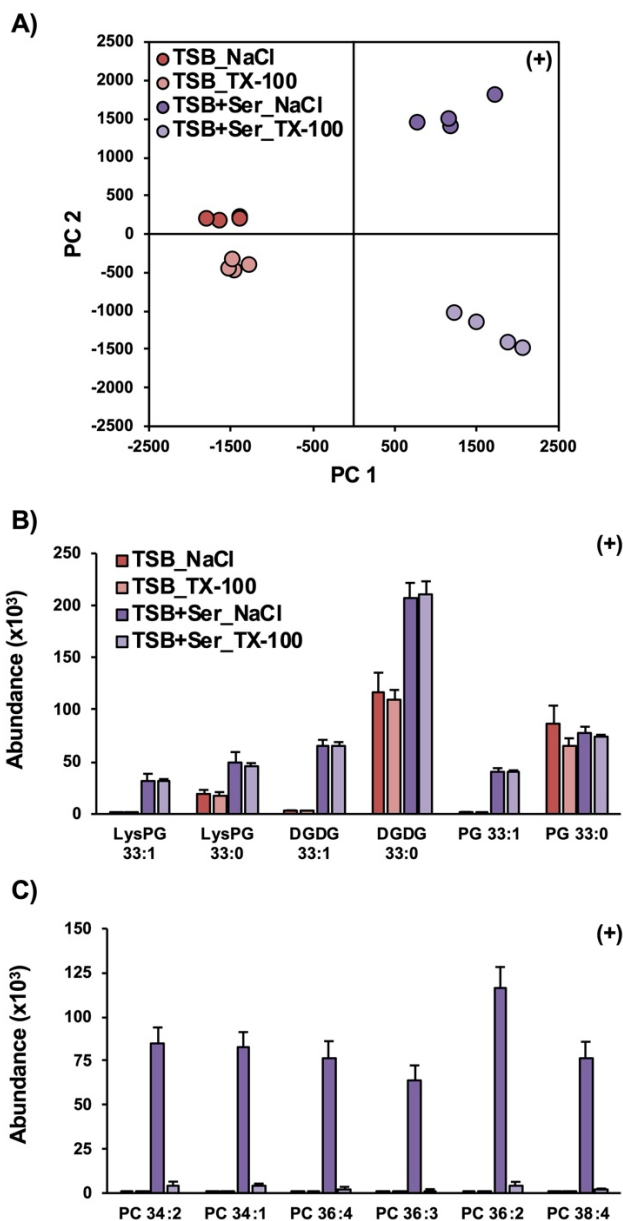 A)
2500
2000
1500
1000
500
0
-500
-1000
-1500
-2000
-2500
PC 2
TSB_NaCl
TSB_TX-100
TSB+Ser_NaCl
TSB+Ser_TX-100
(+)
-2500 -1500 -500 500 1500 2500
PC 1
B)
250
200
150
100
50
0
Abundance (x10³)
TSB_NaCl
TSB_TX-100
TSB+Ser_NaCl
TSB+Ser_TX-100
(+)
LysPG LysPG DGDG DGDG PG 33:1 PG 33:0
33:1 33:0 33:1 33:0
C)
150
125
100
75
50
25
0
Abundance (x10³)
(+)
PC 34:2 PC 34:1 PC 36:4 PC 36:3 PC 36:2 PC 38:4